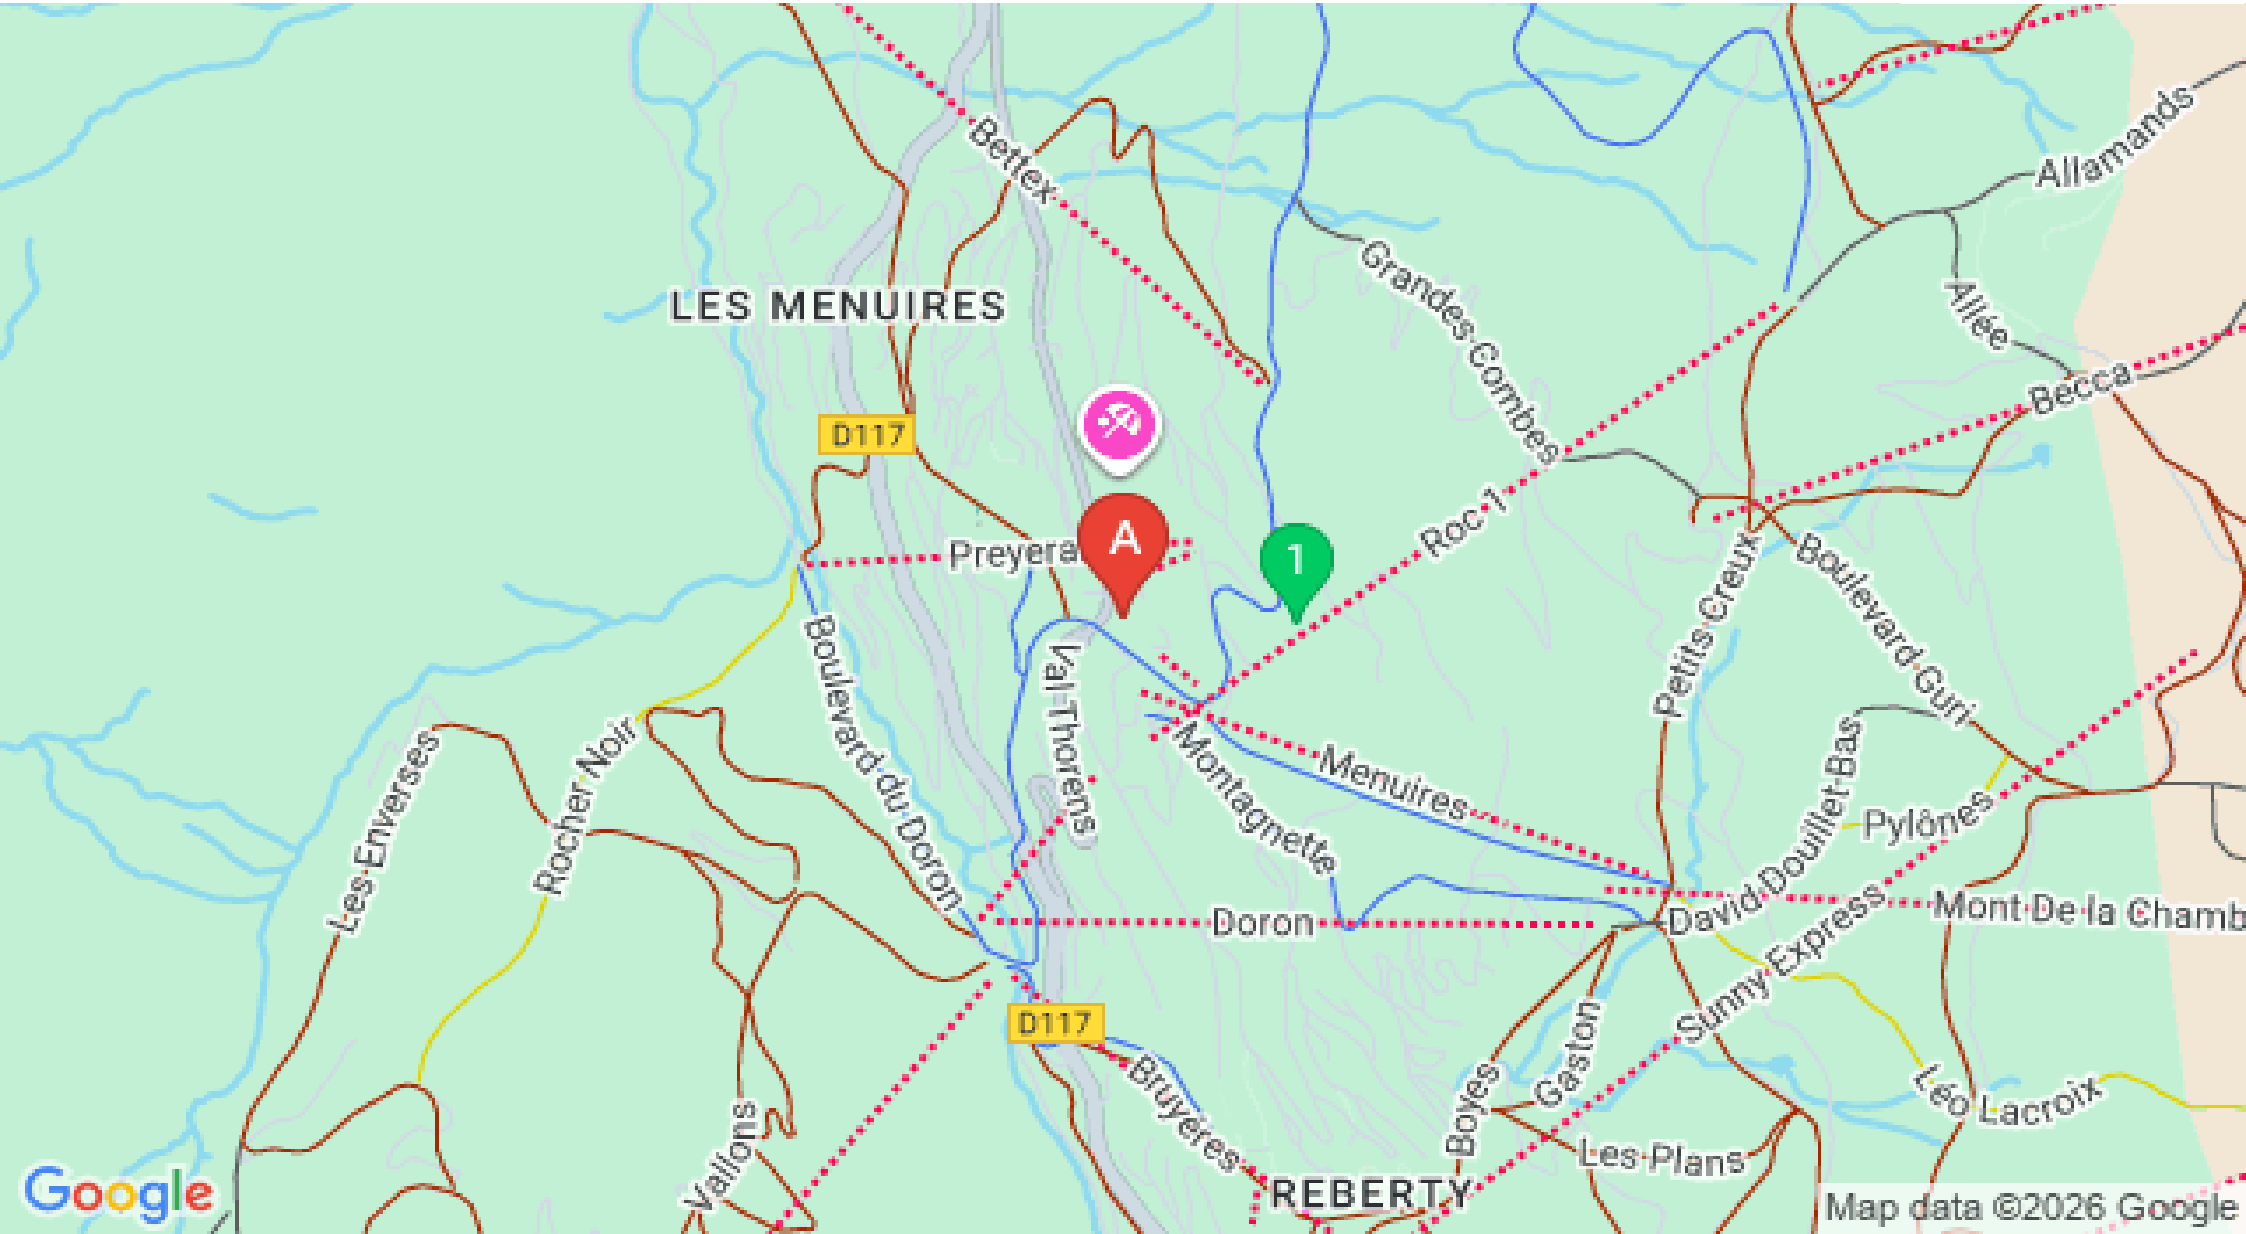 Bettex
Allamands
Grandes Combes
Allée
LES MENUIRES
Becca
D117
A
1
Roc 1
Preyera
Boulevard Guri
Petits Creux
Boulevard du Doron
Val Thorens
Montagnette
Menuires
Rocher Noir
Les Enverses
David Douillet Bas
Pylônes
Doron
Mont De la Chamb
Sunny Express
D117
Gaston
Boyes
Bruyéres
Léo Lacroix
Vallons
Les Plans
REBERTY
Google
Map data ©2026 Google